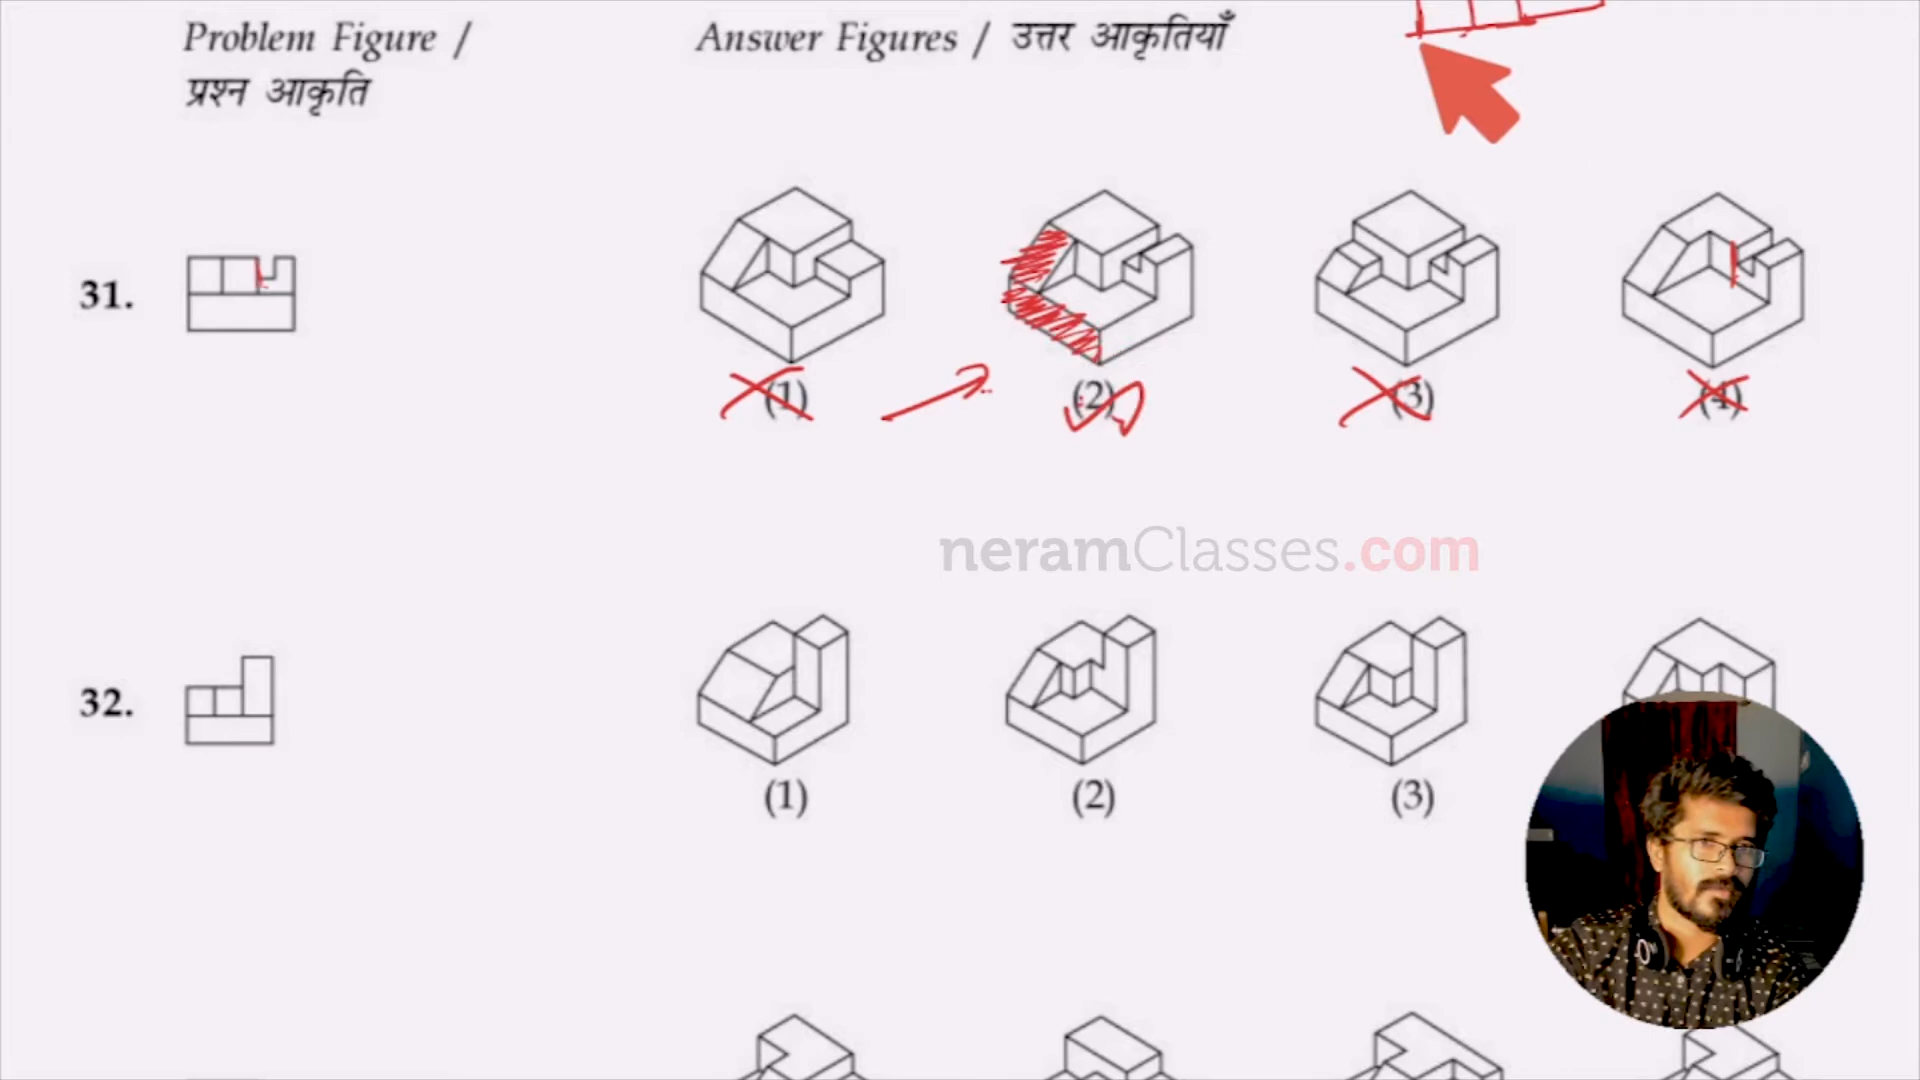 Problem Figure /
प्रश्न आकृति
Answer Figures / उत्तर आकृतियाँ
31.
(1)
(2)
(3)
(4)
neramClasses.com
32.
(1)
(2)
(3)